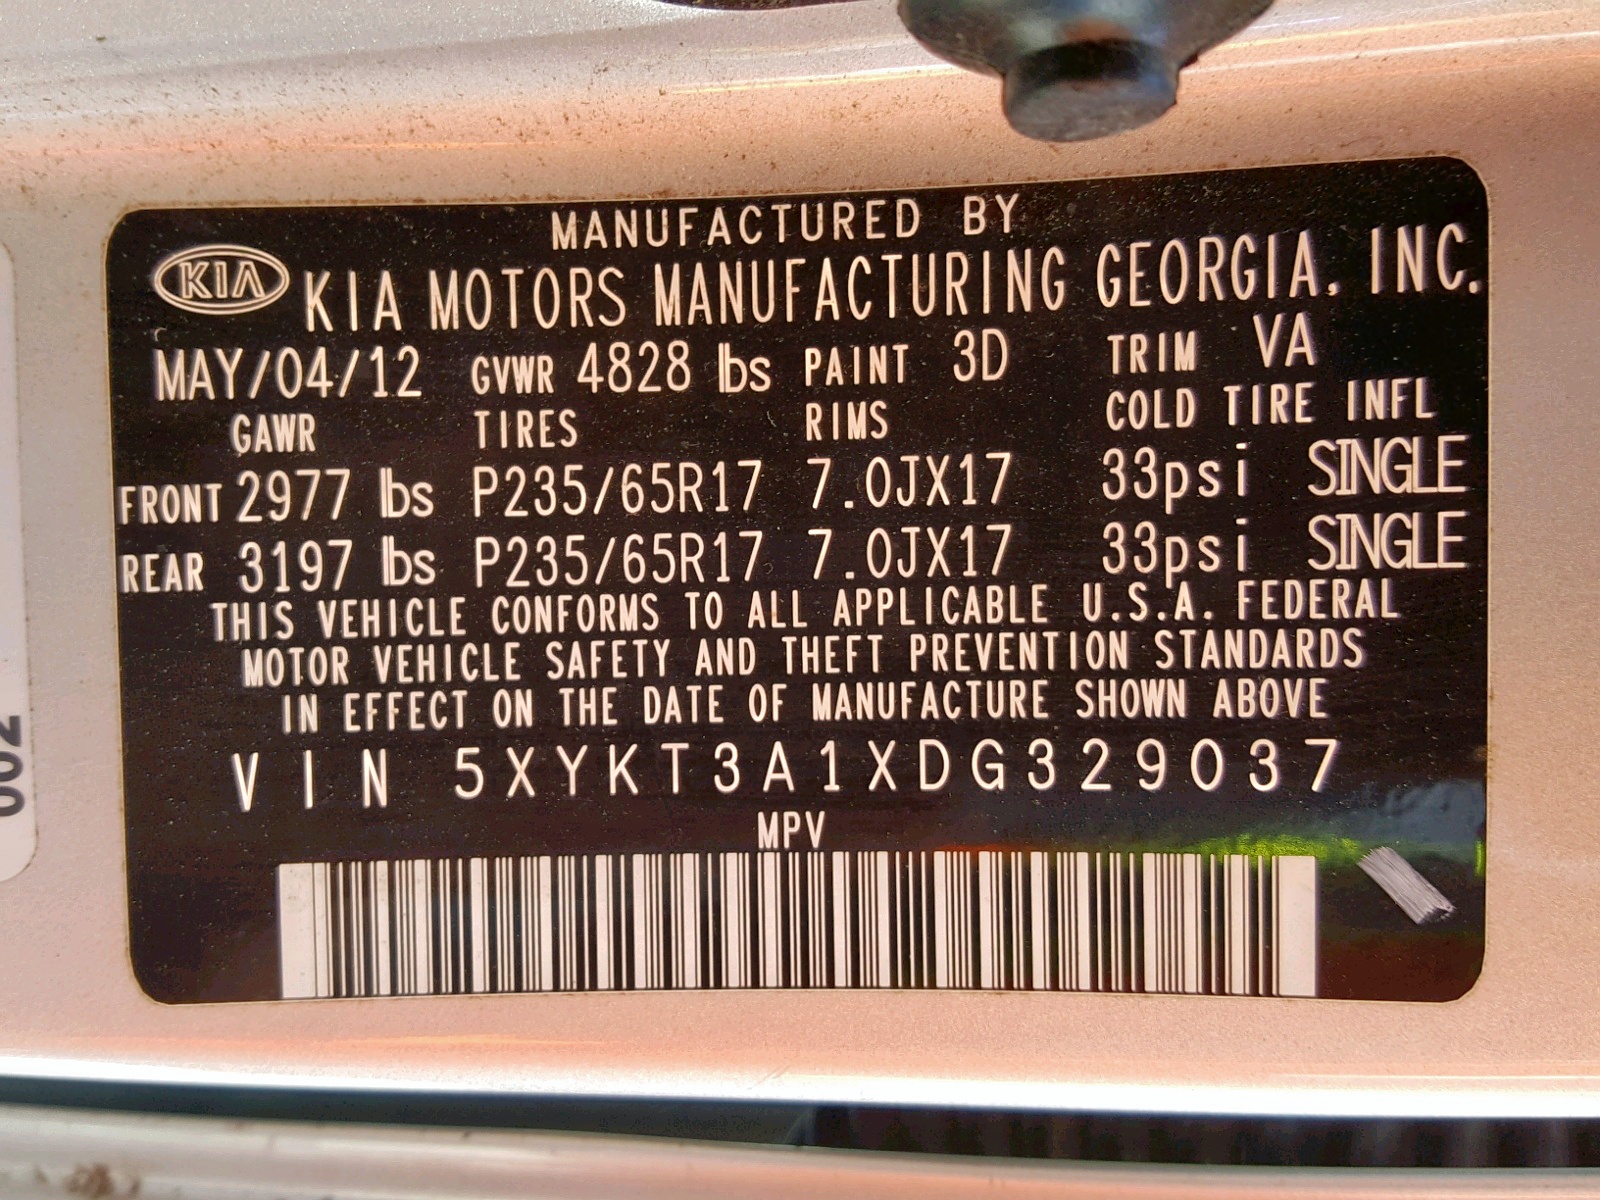 MANUFACTURED BY
KIA KIA MOTORS MANUFACTURING GEORGIA, INC.
MAY/04/12 GVWR 4828 lbs PAINT 3D TRIM VA
GAWR TIRES RIMS COLD TIRE INFL
FRONT 2977 lbs P235/65R17 7.0JX17 33psi SINGLE
REAR 3197 lbs P235/65R17 7.0JX17 33psi SINGLE
THIS VEHICLE CONFORMS TO ALL APPLICABLE U.S.A. FEDERAL
MOTOR VEHICLE SAFETY AND THEFT PREVENTION STANDARDS
IN EFFECT ON THE DATE OF MANUFACTURE SHOWN ABOVE
VIN 5XYKT3A1XDG329037
MPV